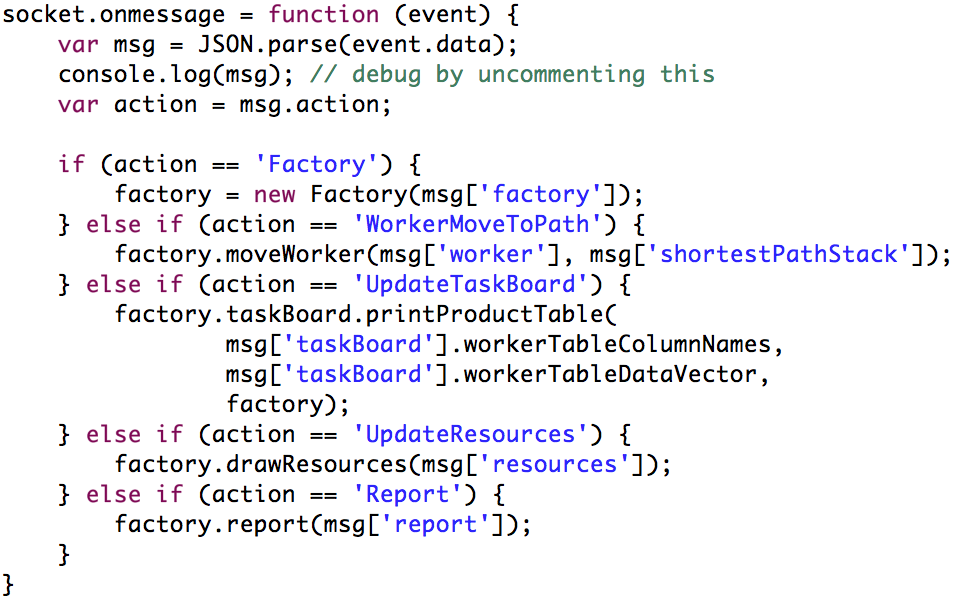 socket.onmessage = function (event) {
    var msg = JSON.parse(event.data);
    console.log(msg); // debug by uncommenting this
    var action = msg.action;

    if (action == 'Factory') {
        factory = new Factory(msg['factory']);
    } else if (action == 'WorkerMoveToPath') {
        factory.moveWorker(msg['worker'], msg['shortestPathStack']);
    } else if (action == 'UpdateTaskBoard') {
        factory.taskBoard.printProductTable(
                msg['taskBoard'].workerTableColumnNames,
                msg['taskBoard'].workerTableDataVector,
                factory);
    } else if (action == 'UpdateResources') {
        factory.drawResources(msg['resources']);
    } else if (action == 'Report') {
        factory.report(msg['report']);
    }
}